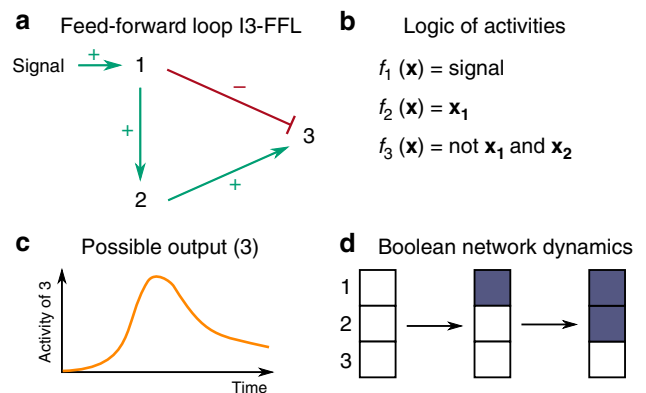 a Feed-forward loop I3-FFL
Signal + 1
−
+
3
+
2
b Logic of activities
f1 (x) = signal
f2 (x) = x1
f3 (x) = not x1 and x2
c Possible output (3)
Activity of 3
Time
d Boolean network dynamics
1
2
3